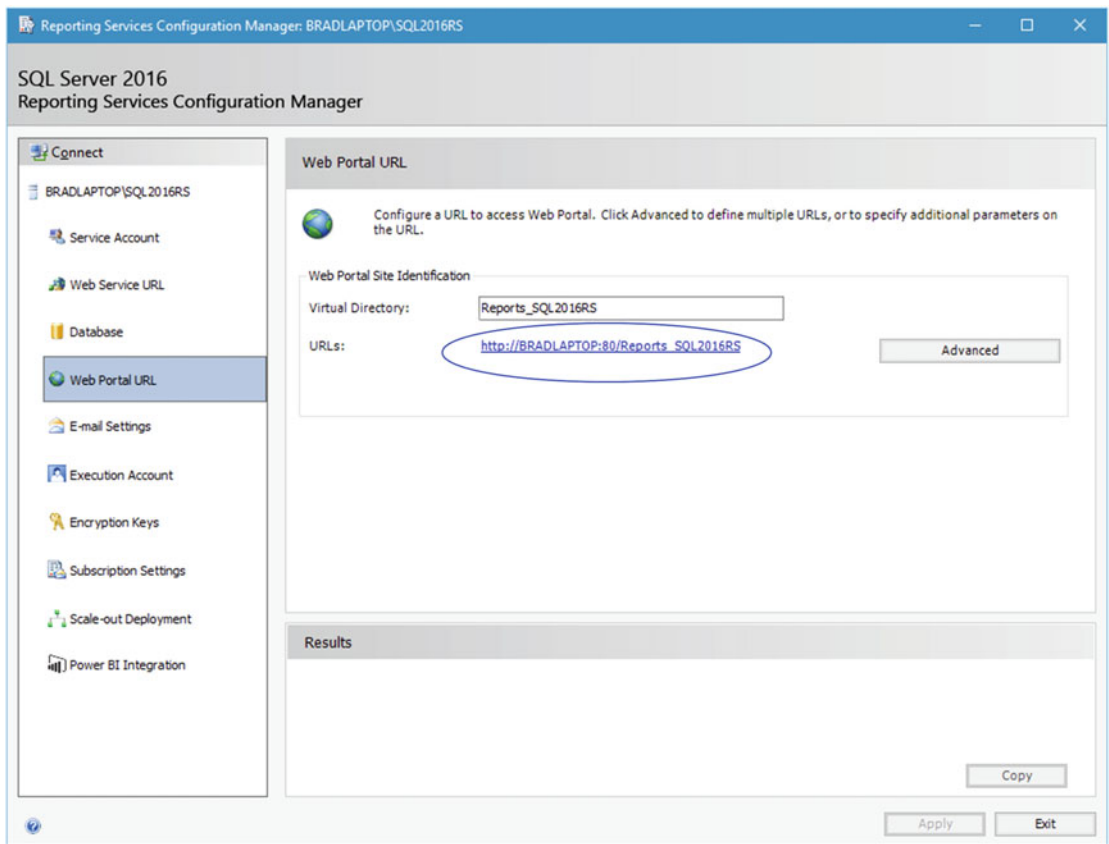 Reporting Services Configuration Manager: BRADLAPTOP\SQL2016RS
SQL Server 2016
Reporting Services Configuration Manager
Connect
BRADLAPTOP\SQL2016RS
Service Account
Web Service URL
Database
Web Portal URL
E-mail Settings
Execution Account
Encryption Keys
Subscription Settings
Scale-out Deployment
Power BI Integration
Web Portal URL
Configure a URL to access Web Portal. Click Advanced to define multiple URLs, or to specify additional parameters on
the URL.
Web Portal Site Identification
Virtual Directory: Reports_SQL2016RS
URLs: http://BRADLAPTOP:80/Reports_SQL2016RS
Advanced
Results
Copy
Apply Exit